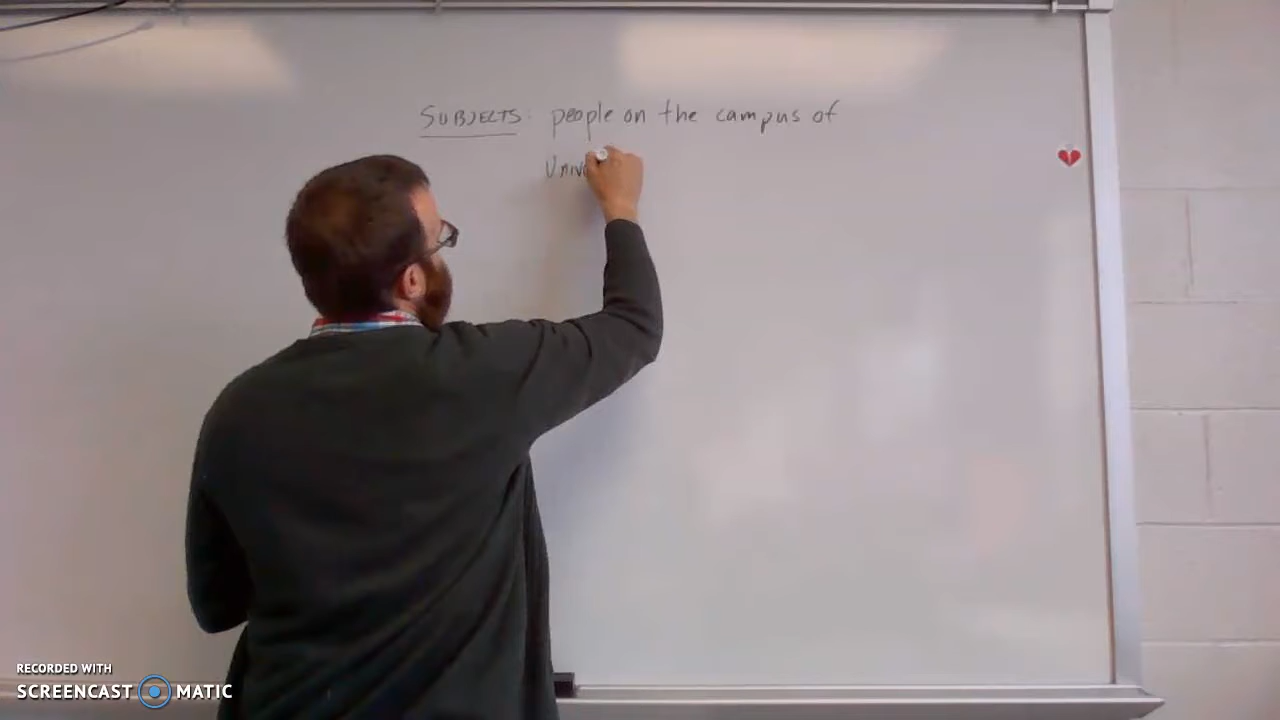 SUBJECTS: people on the campus of
RECORDED WITH
SCREENCAST MATIC